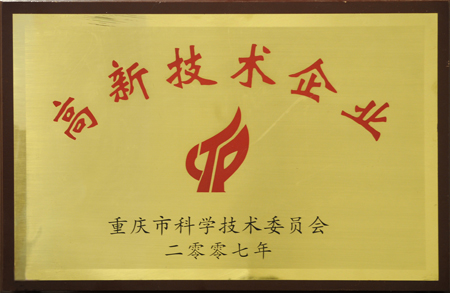 高新技术企业
重庆市科学技术委员会
二零零七年